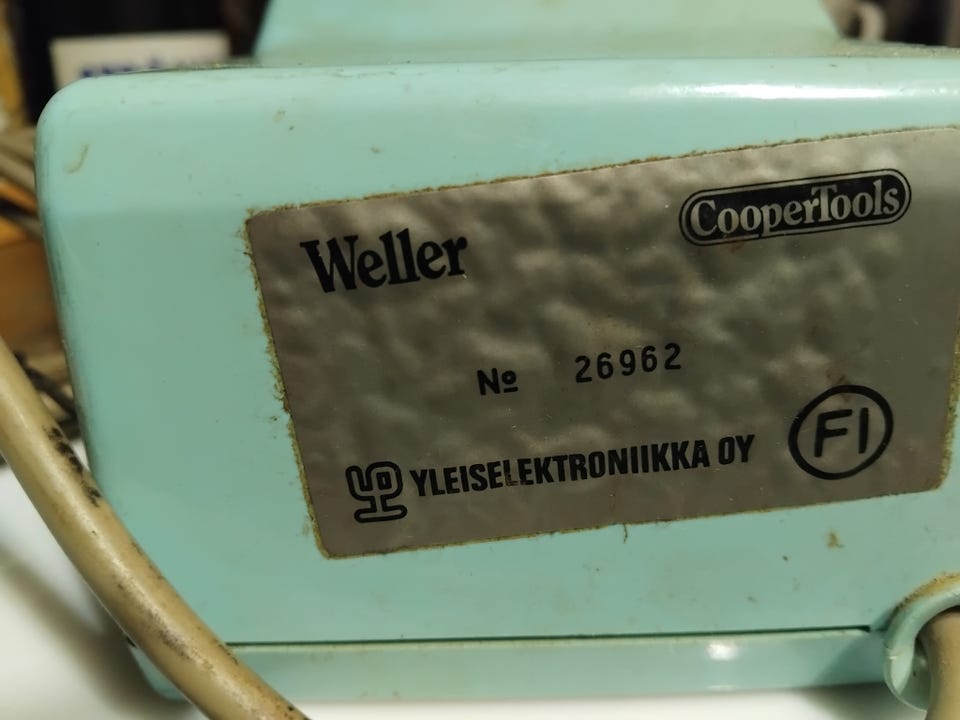 Weller
CooperTools
№ 26962
YLEISELEKTRONIIKKA OY
FI